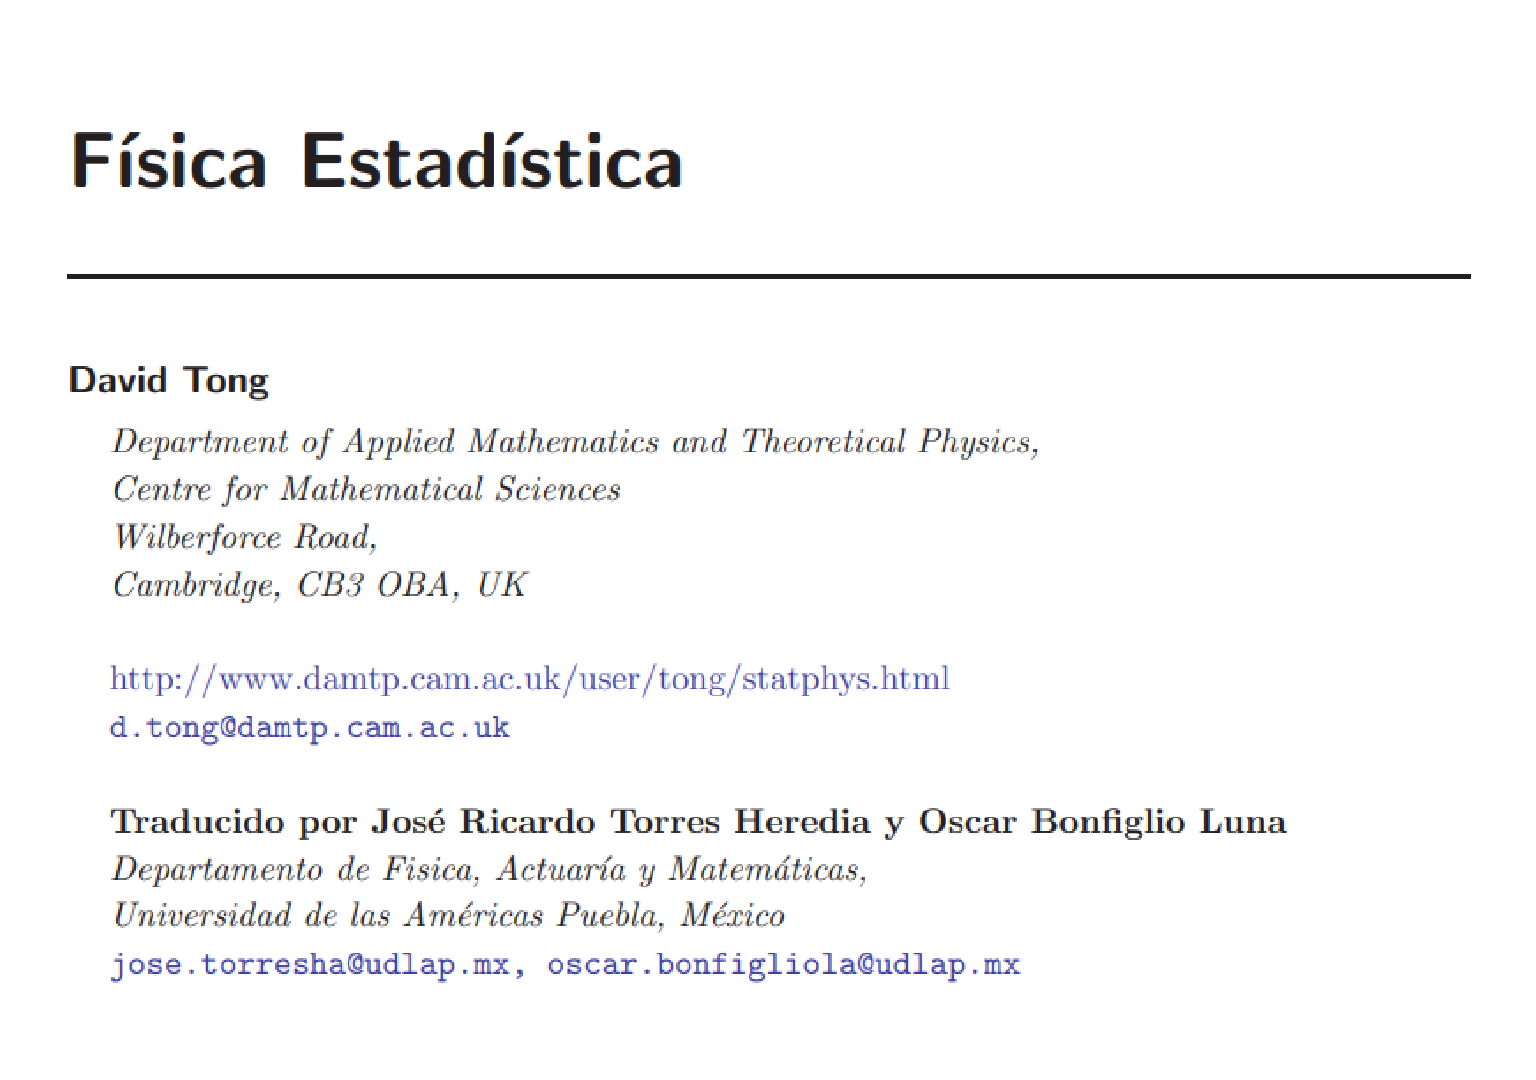 Física Estadística
David Tong
Department of Applied Mathematics and Theoretical Physics,
Centre for Mathematical Sciences
Wilberforce Road,
Cambridge, CB3 OBA, UK
http://www.damtp.cam.ac.uk/user/tong/statphys.html
d.tong@damtp.cam.ac.uk
Traducido por José Ricardo Torres Heredia y Oscar Bonfiglio Luna
Departamento de Fisica, Actuaría y Matemáticas,
Universidad de las Américas Puebla, México
jose.torresha@udlap.mx, oscar.bonfigliola@udlap.mx